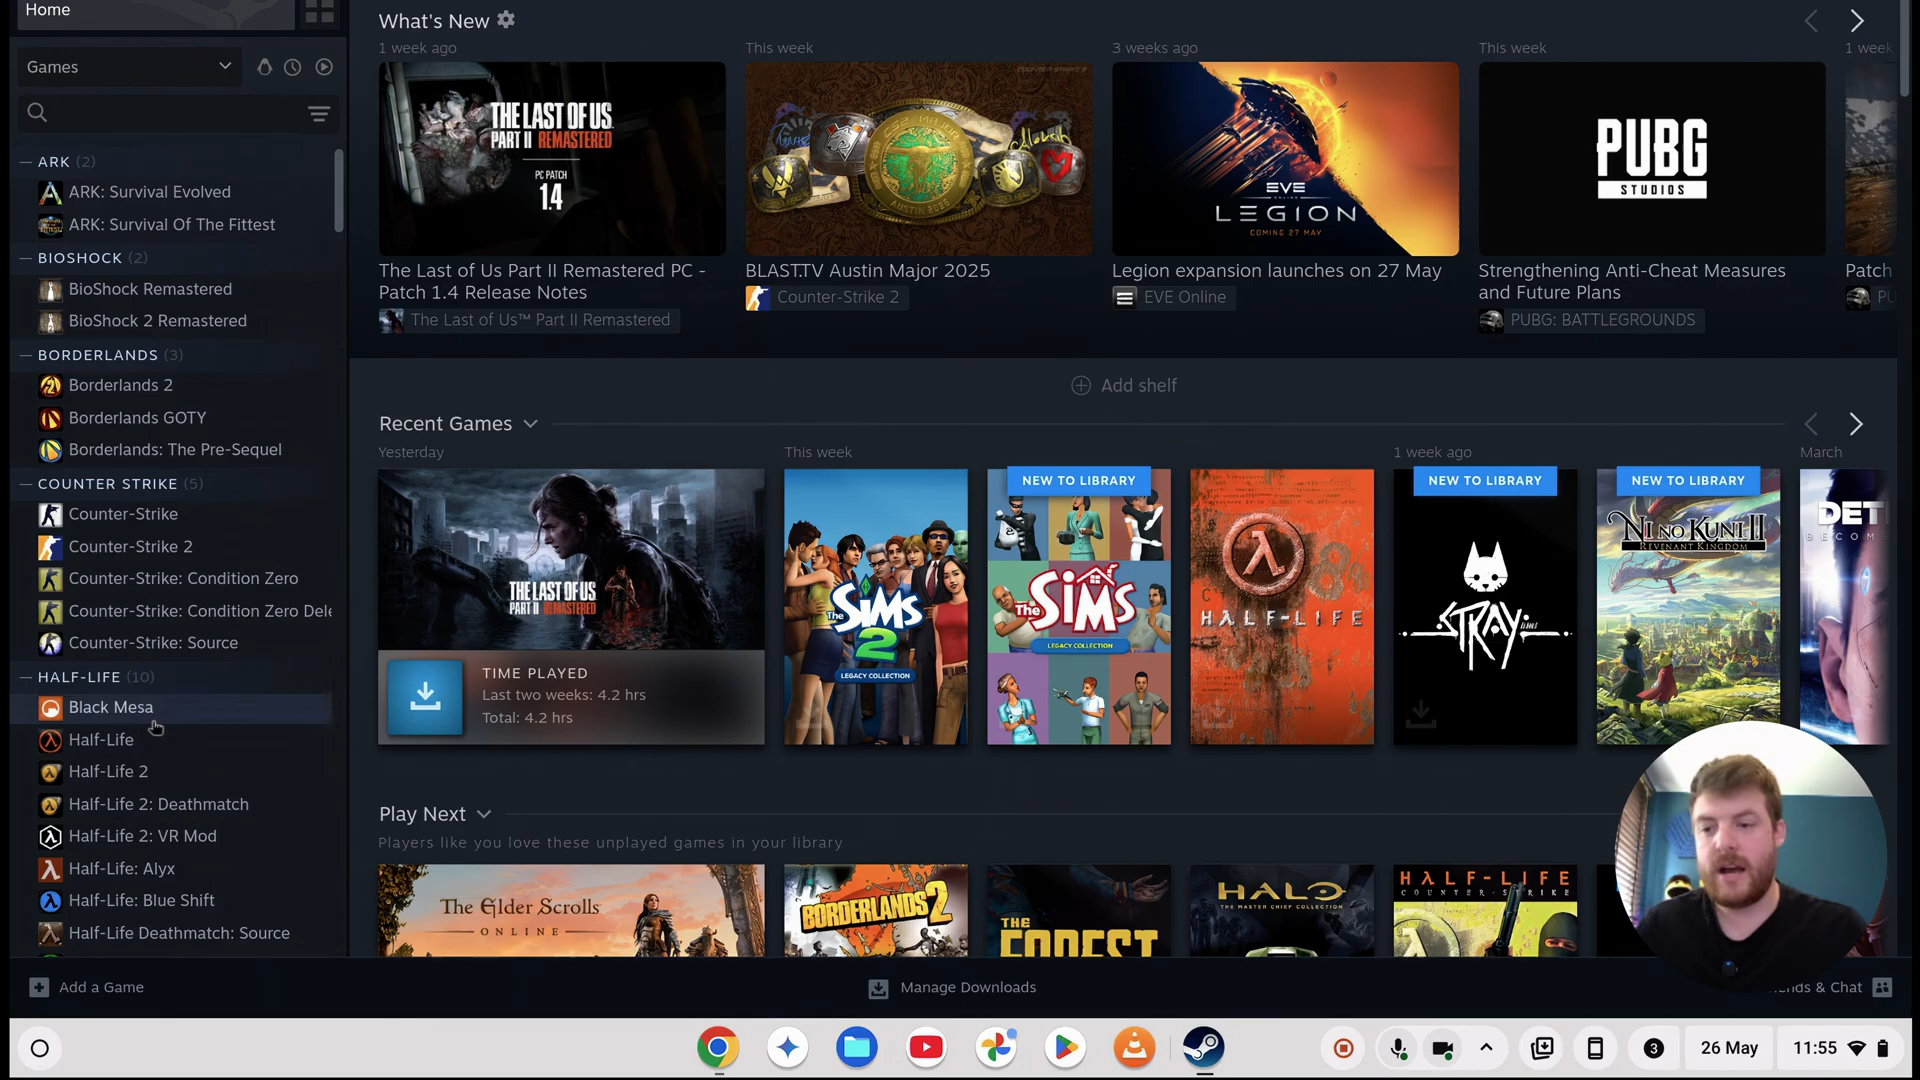 Home
What's New
1 week ago
This week
3 weeks ago
This week
1 week
Games
THE LAST OF US
PART II REMASTERED
PC PATCH
1.4
EVE
LEGION
COMING 27 MAY
PUBG
STUDIOS
The Last of Us Part II Remastered PC -
Patch 1.4 Release Notes
The Last of Us™ Part II Remastered
BLAST.TV Austin Major 2025
Counter-Strike 2
Legion expansion launches on 27 May
EVE Online
Strengthening Anti-Cheat Measures
and Future Plans
PUBG: BATTLEGROUNDS
Patch
PU
ARK (2)
ARK: Survival Evolved
ARK: Survival Of The Fittest
BIOSHOCK (2)
BioShock Remastered
BioShock 2 Remastered
BORDERLANDS (3)
Borderlands 2
Borderlands GOTY
Borderlands: The Pre-Sequel
COUNTER STRIKE (5)
Counter-Strike
Counter-Strike 2
Counter-Strike: Condition Zero
Counter-Strike: Condition Zero Dele
Counter-Strike: Source
HALF-LIFE (10)
Black Mesa
Half-Life
Half-Life 2
Half-Life 2: Deathmatch
Half-Life 2: VR Mod
Half-Life: Alyx
Half-Life: Blue Shift
Half-Life Deathmatch: Source
Add shelf
Recent Games
Yesterday
This week
1 week ago
March
THE LAST OF US
PART II REMASTERED
TIME PLAYED
Last two weeks: 4.2 hrs
Total: 4.2 hrs
The SIMS
2
LEGACY COLLECTION
NEW TO LIBRARY
The SIMS
LEGACY COLLECTION
HALF-LIFE
NEW TO LIBRARY
STRAY
NEW TO LIBRARY
NI NO KUNI II
REVENANT KINGDOM
DET
BECOM
Play Next
Players like you love these unplayed games in your library
The Elder Scrolls
ONLINE
BORDERLANDS 2
THE
FOREST
HALO
THE MASTER CHIEF COLLECTION
HALF-LIFE
COUNTER-STRIKE
Add a Game
Manage Downloads
nds & Chat
3
26 May
11:55